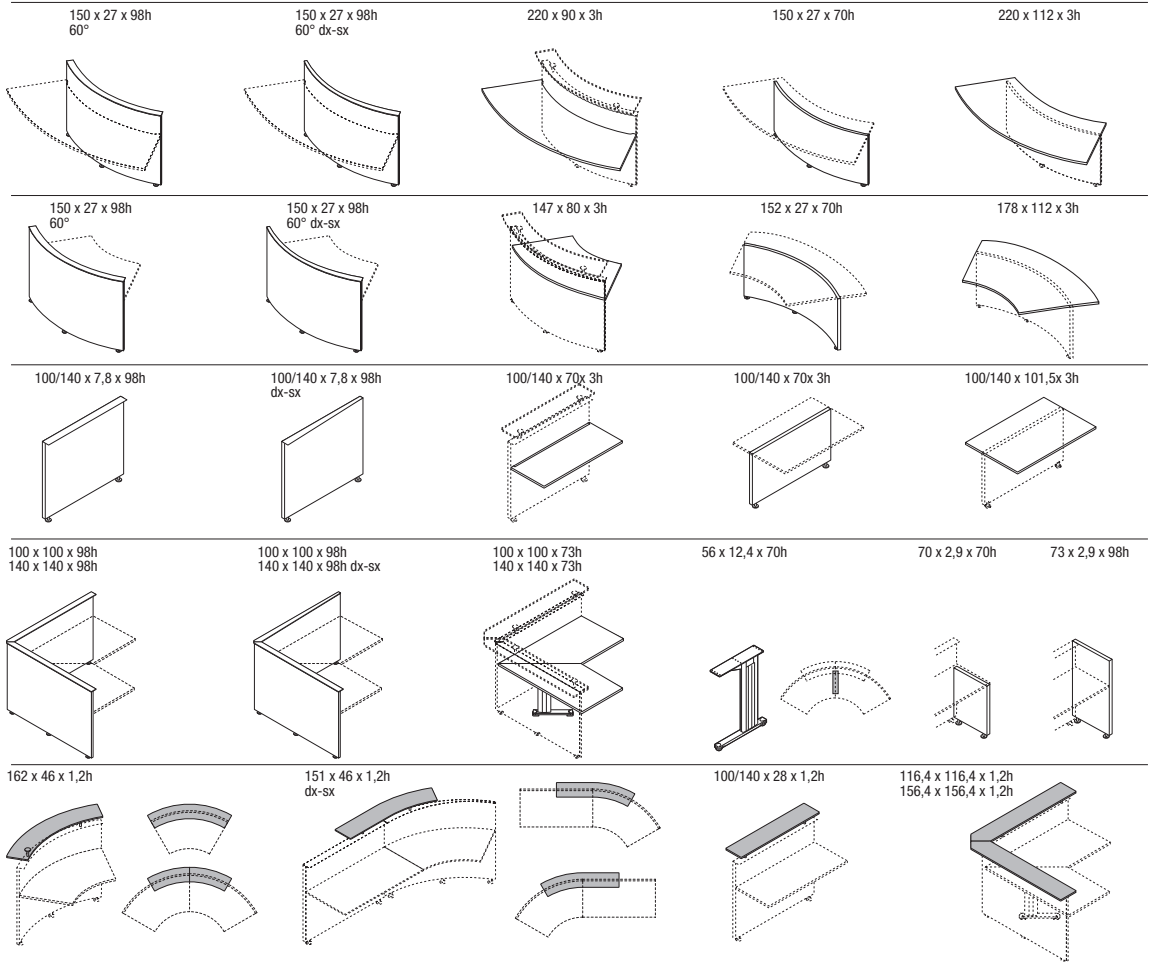 150 x 27 x 98h
60°
150 x 27 x 98h
60° dx-sx
220 x 90 x 3h
150 x 27 x 70h
220 x 112 x 3h
150 x 27 x 98h
60°
150 x 27 x 98h
60° dx-sx
147 x 80 x 3h
152 x 27 x 70h
178 x 112 x 3h
100/140 x 7,8 x 98h
100/140 x 7,8 x 98h
dx-sx
100/140 x 70x 3h
100/140 x 70x 3h
100/140 x 101,5x 3h
100 x 100 x 98h
140 x 140 x 98h
100 x 100 x 98h
140 x 140 x 98h dx-sx
100 x 100 x 73h
140 x 140 x 73h
56 x 12,4 x 70h
70 x 2,9 x 70h
73 x 2,9 x 98h
162 x 46 x 1,2h
151 x 46 x 1,2h
dx-sx
100/140 x 28 x 1,2h
116,4 x 116,4 x 1,2h
156,4 x 156,4 x 1,2h